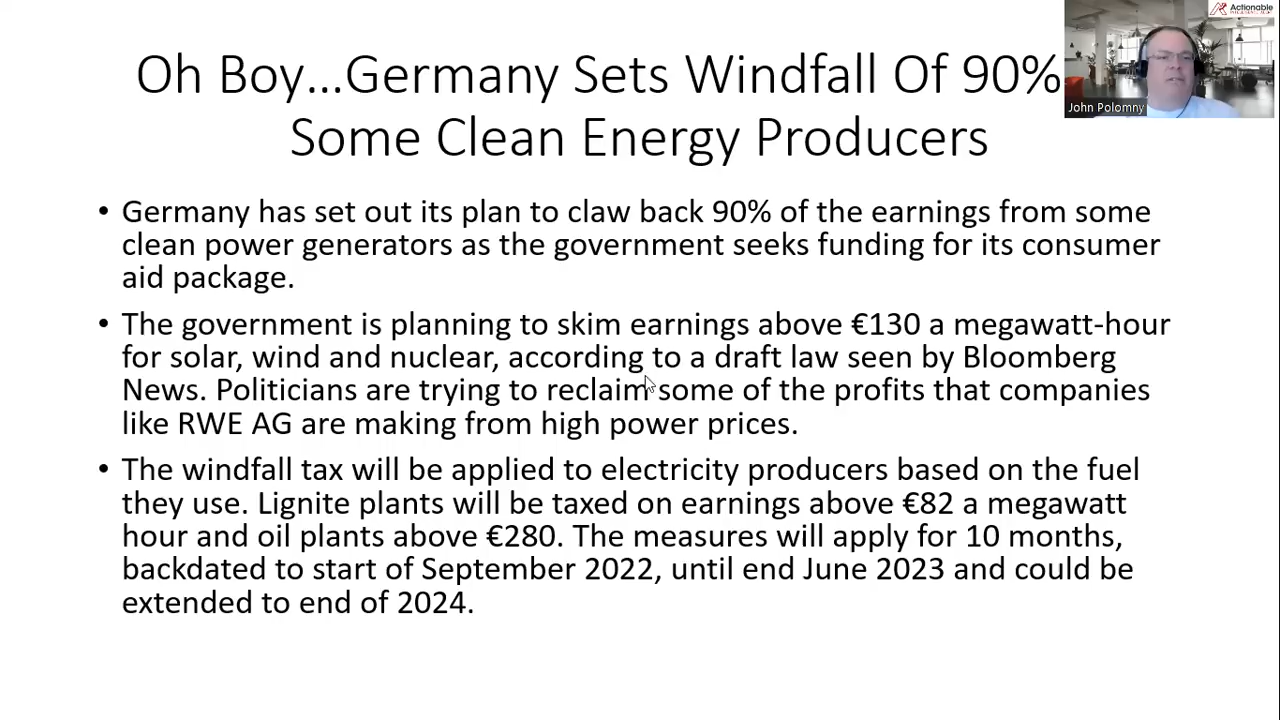 Oh Boy...Germany Sets Windfall Of 90%
Some Clean Energy Producers
Actionable
John Polomny
• Germany has set out its plan to claw back 90% of the earnings from some
clean power generators as the government seeks funding for its consumer
aid package.
• The government is planning to skim earnings above €130 a megawatt-hour
for solar, wind and nuclear, according to a draft law seen by Bloomberg
News. Politicians are trying to reclaim some of the profits that companies
like RWE AG are making from high power prices.
• The windfall tax will be applied to electricity producers based on the fuel
they use. Lignite plants will be taxed on earnings above €82 a megawatt
hour and oil plants above €280. The measures will apply for 10 months,
backdated to start of September 2022, until end June 2023 and could be
extended to end of 2024.